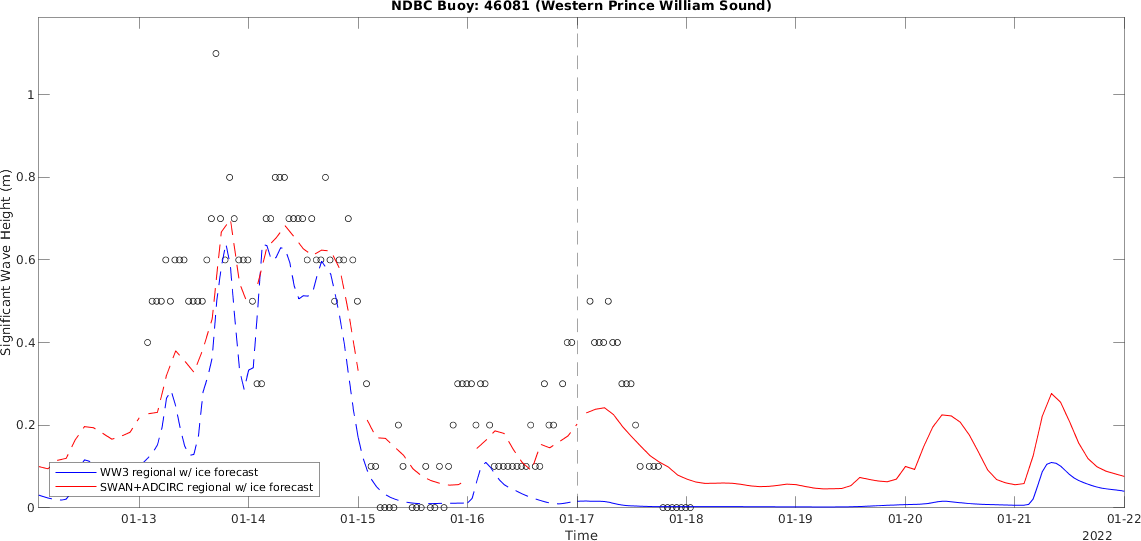 NDBC Buoy: 46081 (Western Prince William Sound)
1
0.8
0.6
0.4
0.2
0
Significant Wave Height (m)
WW3 regional w/ ice forecast
SWAN+ADCIRC regional w/ ice forecast
01-13 01-14 01-15 01-16 01-17 01-18 01-19 01-20 01-21 01-22
Time
2022